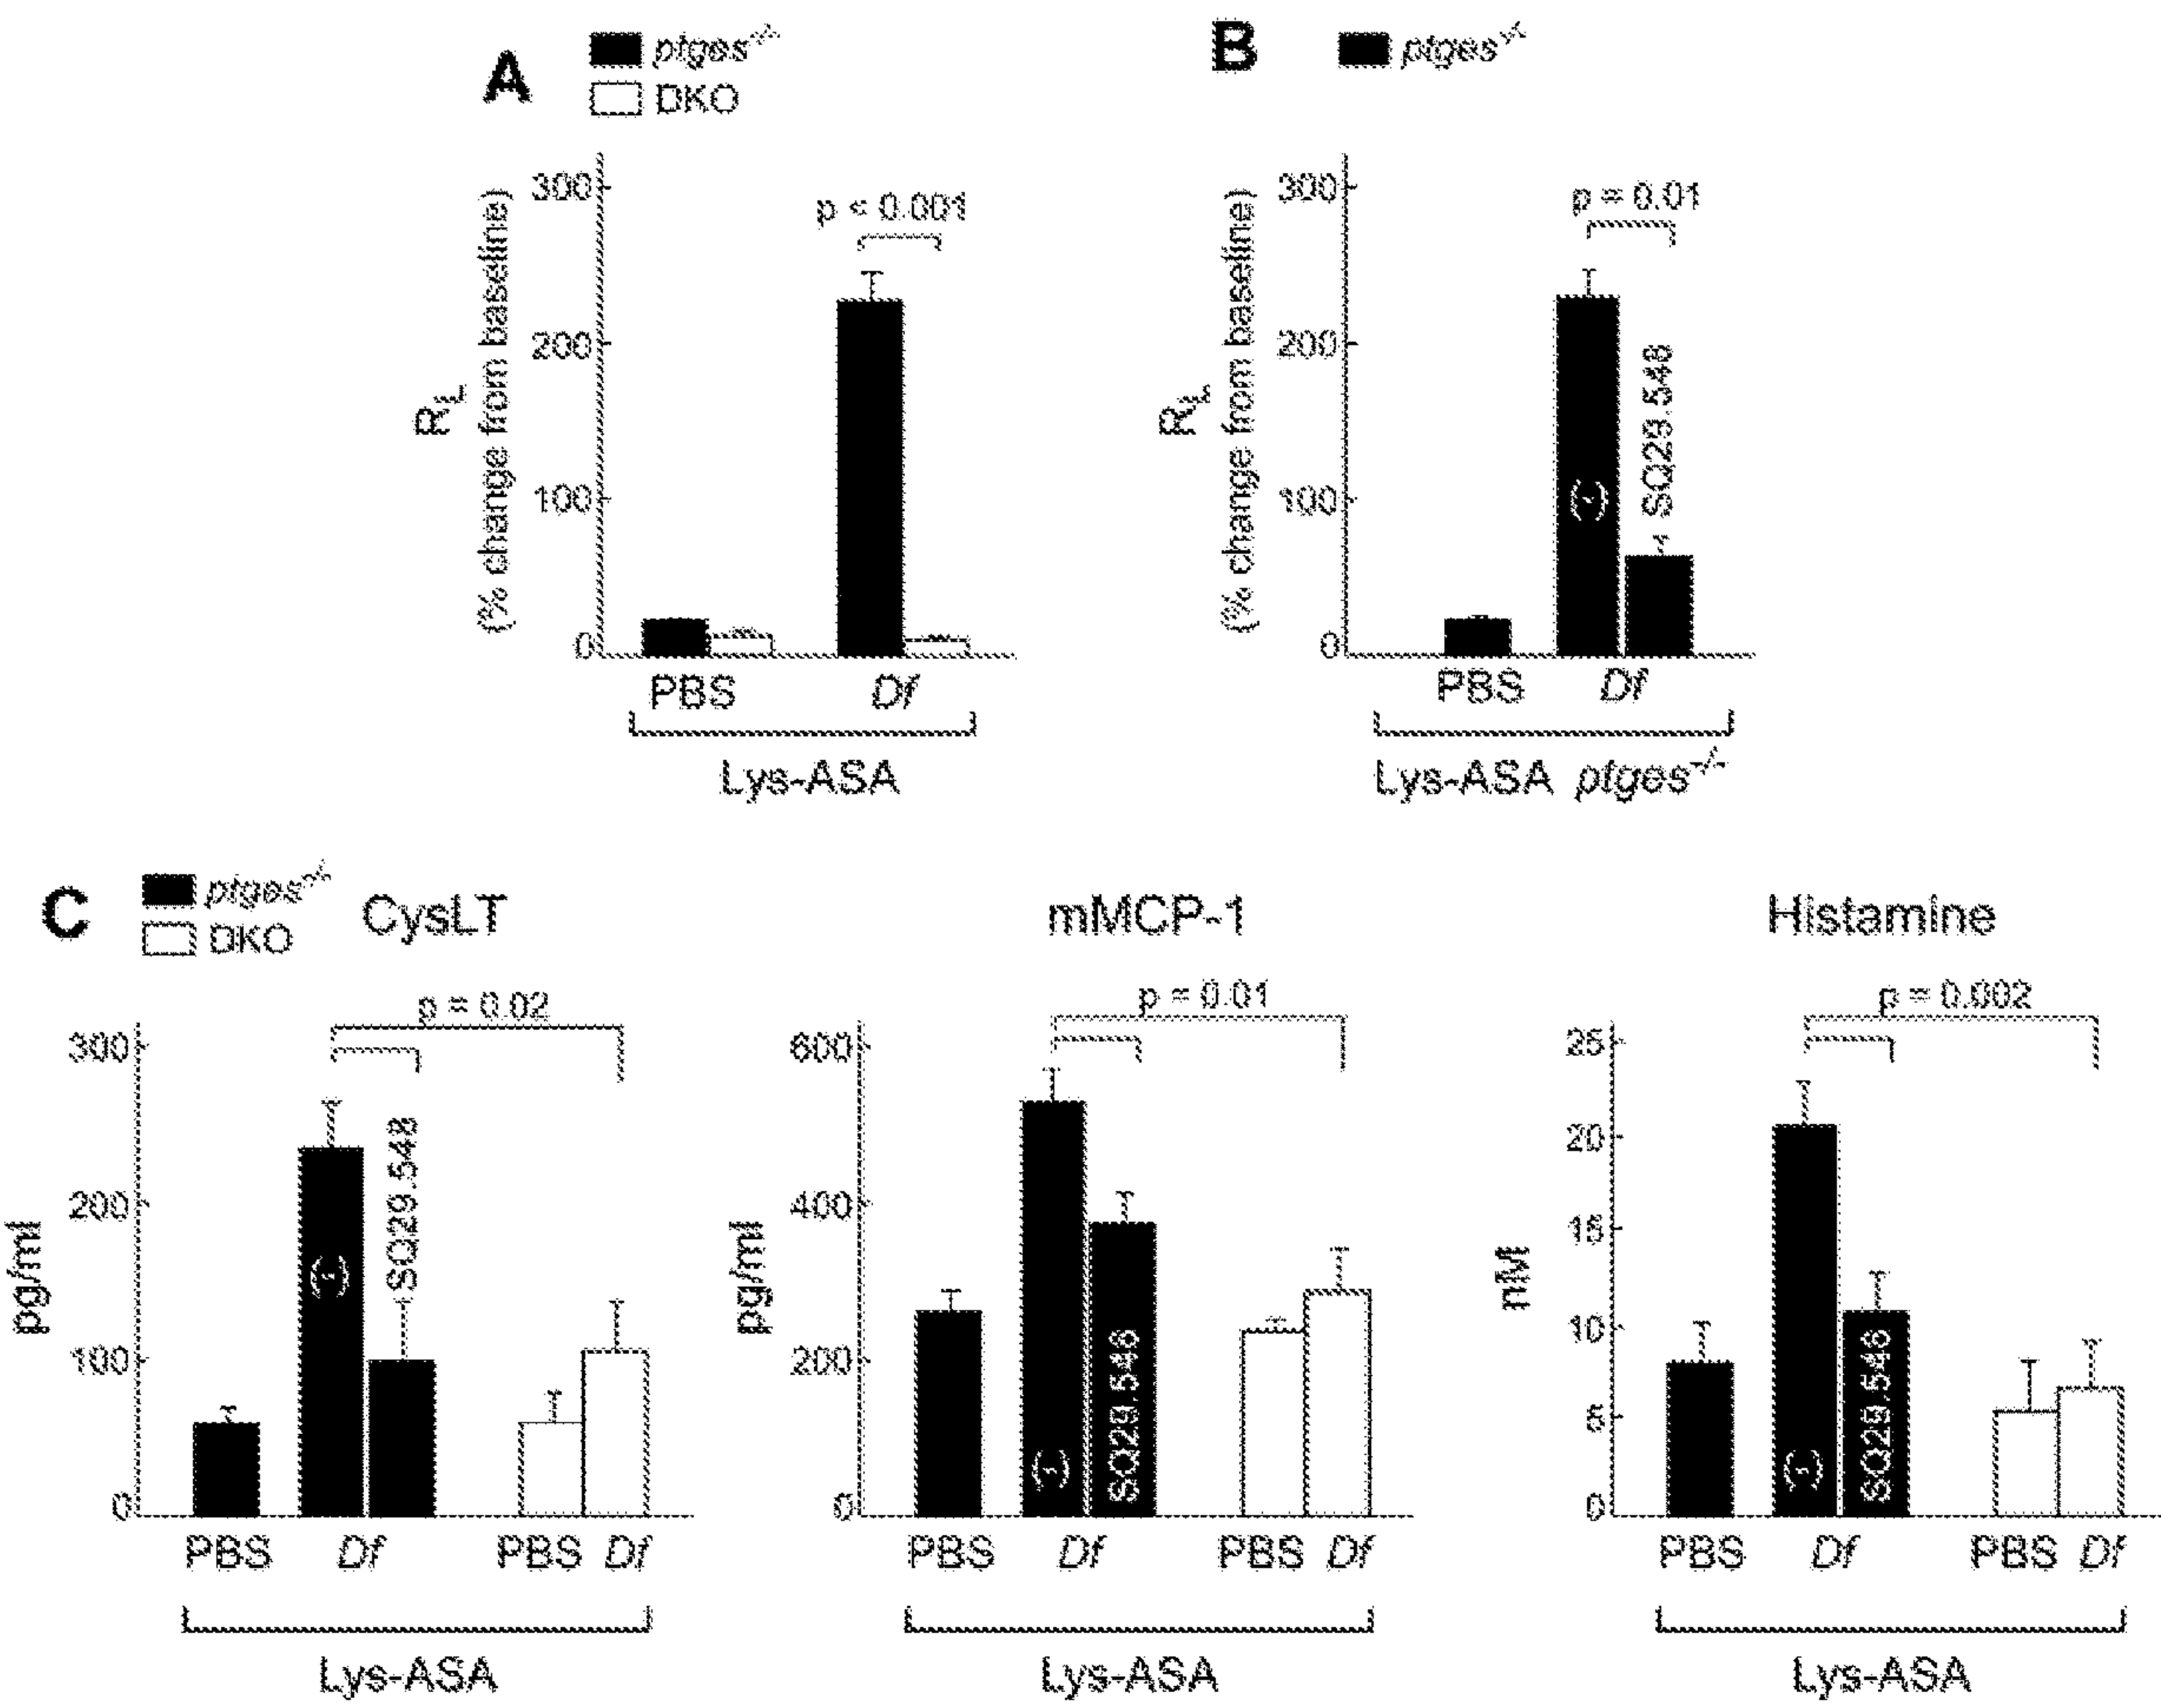 A
ptges-/-
DKO
300
200
100
0
RL
(% change from baseline)
p < 0.001
PBS
Df
Lys-ASA
B
ptges-/-
300
200
100
0
RL
(% change from baseline)
p = 0.01
(-)
SQ29.548
PBS
Df
Lys-ASA ptges-/-
C
ptges-/-
DKO
CysLT
300
200
100
0
pg/ml
p = 0.02
(-)
SQ29.548
PBS Df PBS Df
Lys-ASA
mMCP-1
600
400
200
0
pg/ml
p = 0.01
(-)
SQ29.548
PBS Df PBS Df
Lys-ASA
Histamine
25
20
15
10
5
0
nM
p = 0.002
(-)
SQ29.548
PBS Df PBS Df
Lys-ASA